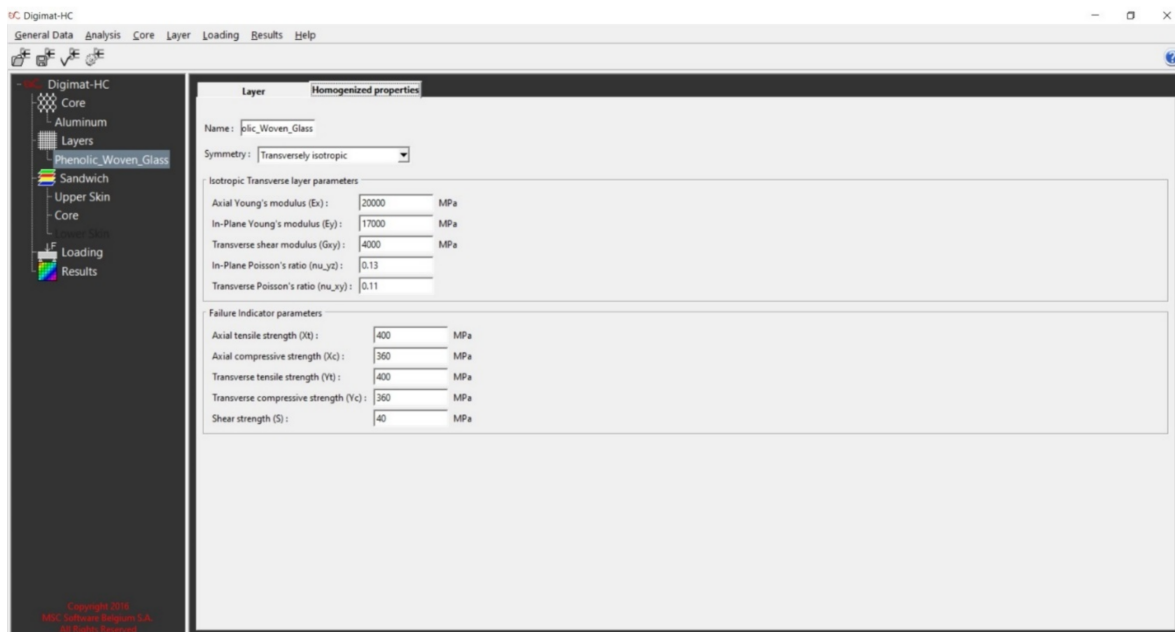 Digimat-HC
General Data Analysis Core Layer Loading Results Help
Digimat-HC
Core
Aluminum
Layers
Phenolic_Woven_Glass
Sandwich
Upper Skin
Core
Lower Skin
Loading
Results
Copyright 2018
MSC Software Belgium S.A.
All Rights Reserved
Layer Homogenized properties
Name : olic_Woven_Glass
Symmetry : Transversely isotropic
Isotropic Transverse layer parameters
Axial Young's modulus (Ex) : 20000 MPa
In-Plane Young's modulus (Ey) : 17000 MPa
Transverse shear modulus (Gxy) : 4000 MPa
In-Plane Poisson's ratio (nu_yz) : 0.13
Transverse Poisson's ratio (nu_xy) : 0.11
Failure Indicator parameters
Axial tensile strength (Xt) : 400 MPa
Axial compressive strength (Xc) : 360 MPa
Transverse tensile strength (Yt) : 400 MPa
Transverse compressive strength (Yc) : 360 MPa
Shear strength (S) : 40 MPa